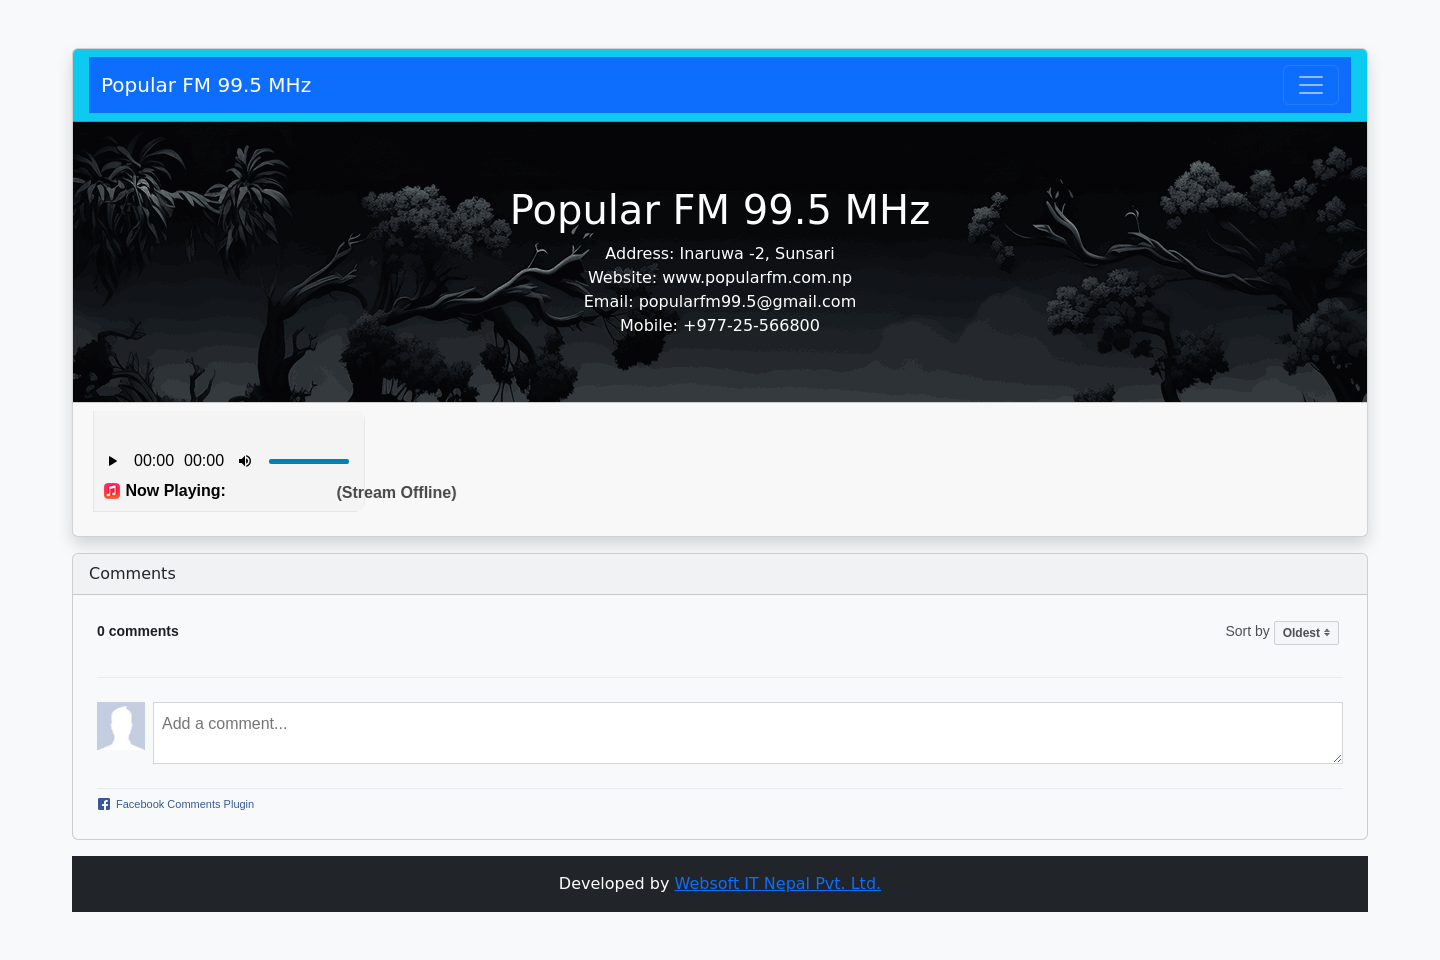 Popular FM 99.5 MHz
Popular FM 99.5 MHz
Address: Inaruwa -2, Sunsari
Website: www.popularfm.com.np
Email: popularfm99.5@gmail.com
Mobile: +977-25-566800
00:00 00:00
Now Playing: (Stream Offline)
Comments
0 comments Sort by Oldest
Add a comment...
Facebook Comments Plugin
Developed by Websoft IT Nepal Pvt. Ltd.